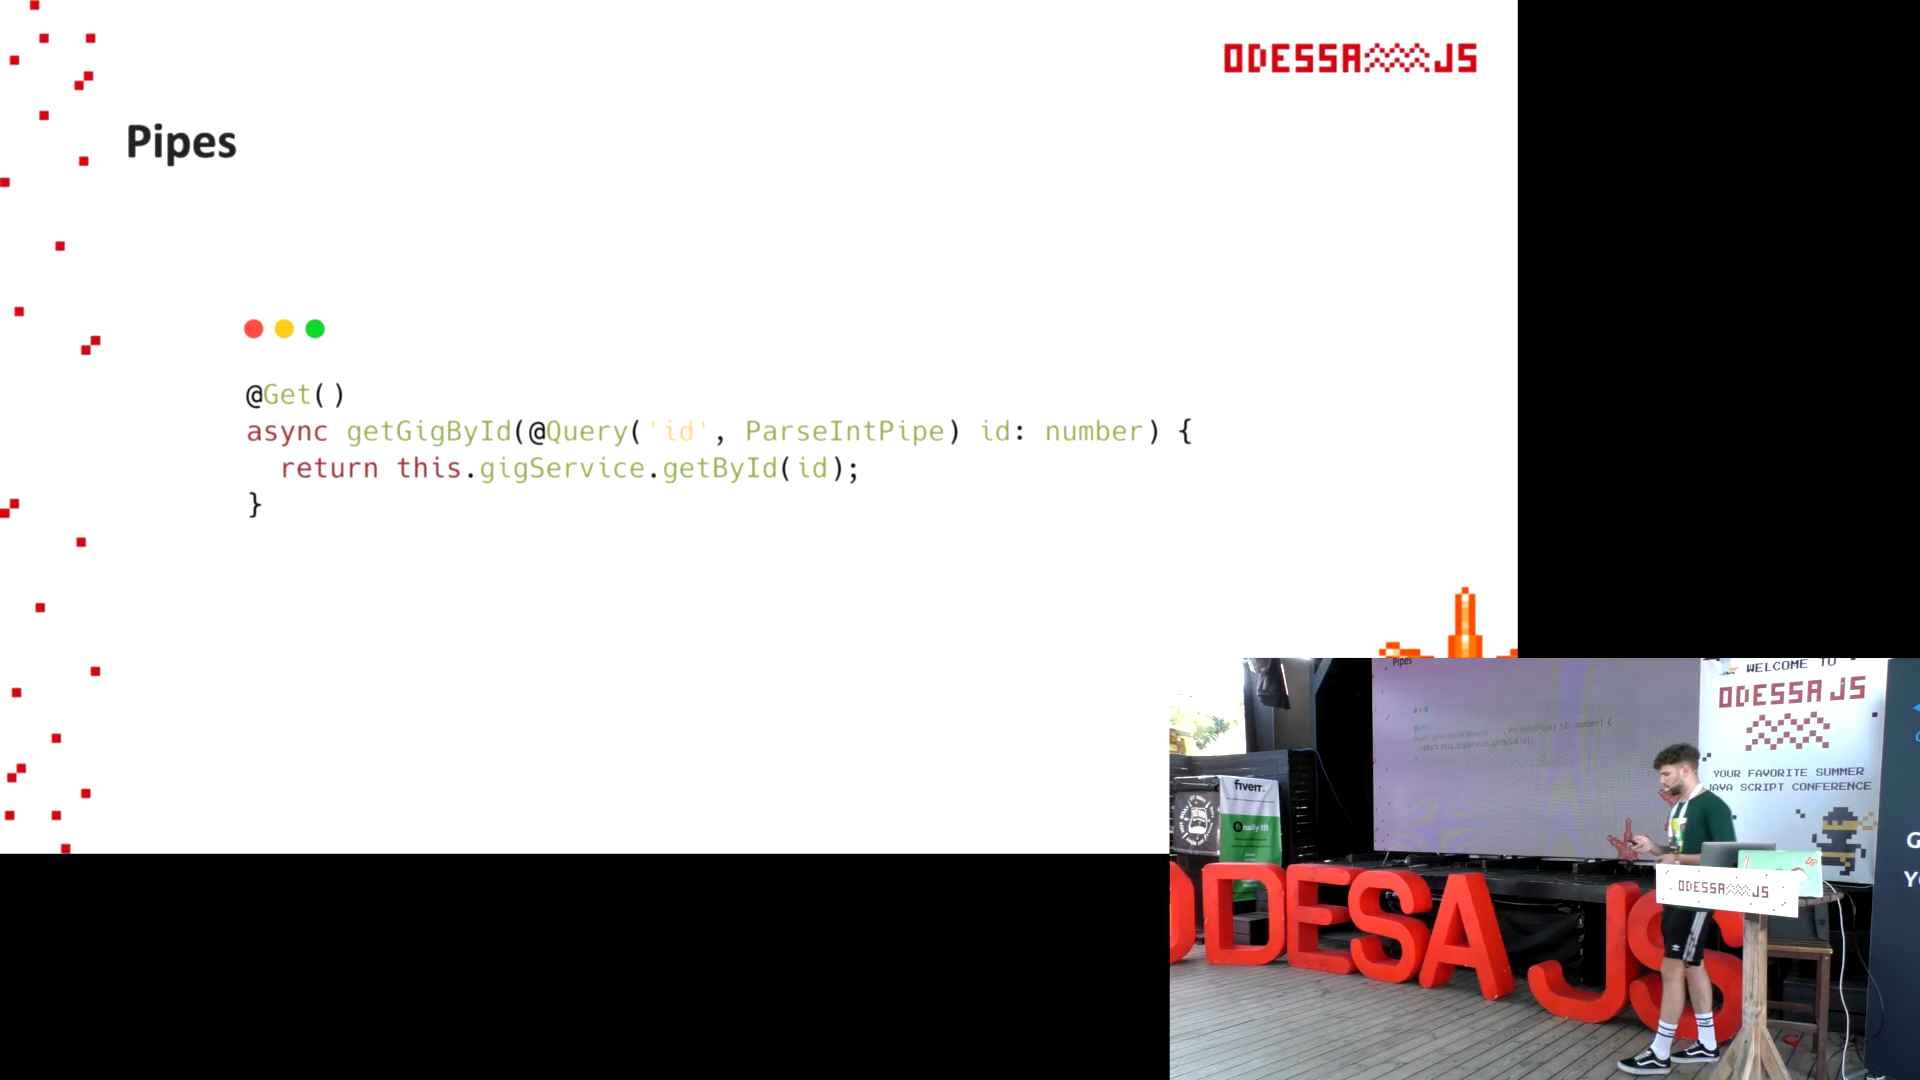 ODESSA JS
Pipes
@Get()
async getGigById(@Query('id', ParseIntPipe) id: number) {
return this.gigService.getById(id);
}
Pipes
WELCOME TO
ODESSA JS
YOUR FAVORITE SUMMER
JAVA SCRIPT CONFERENCE
fiverr.
ODESSA JS
ODESA JS